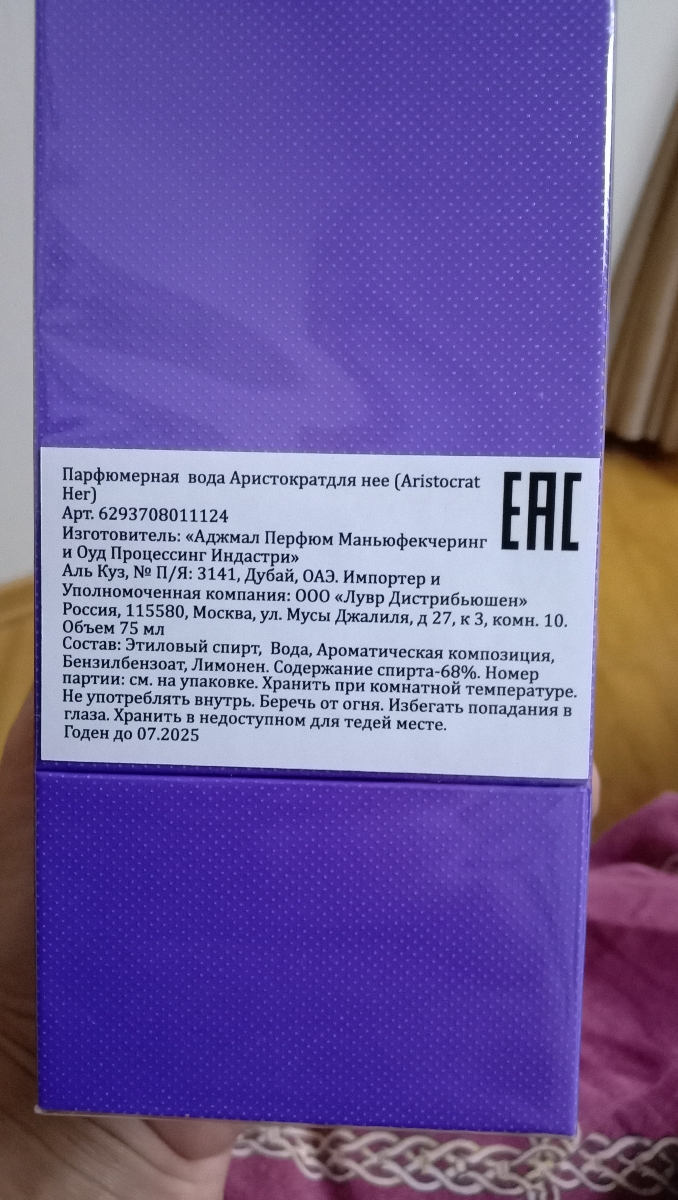 Парфюмерная вода Аристократдля нее (Aristocrat
Her)
EAC
Арт. 6293708011124
Изготовитель: «Аджмал Перфюм Маньюфекчеринг
и Оуд Процессинг Индастри»
Аль Куз, № П/Я: 3141, Дубай, ОАЭ. Импортер и
Уполномоченная компания: ООО «Лувр Дистрибьюшен»
Россия, 115580, Москва, ул. Мусы Джалиля, д 27, к 3, комн. 10.
Объем 75 мл
Состав: Этиловый спирт, Вода, Ароматическая композиция,
Бензилбензоат, Лимонен. Содержание спирта-68%. Номер
партии: см. на упаковке. Хранить при комнатной температуре.
Не употреблять внутрь. Беречь от огня. Избегать попадания в
глаза. Хранить в недоступном для тедей месте.
Годен до 07.2025